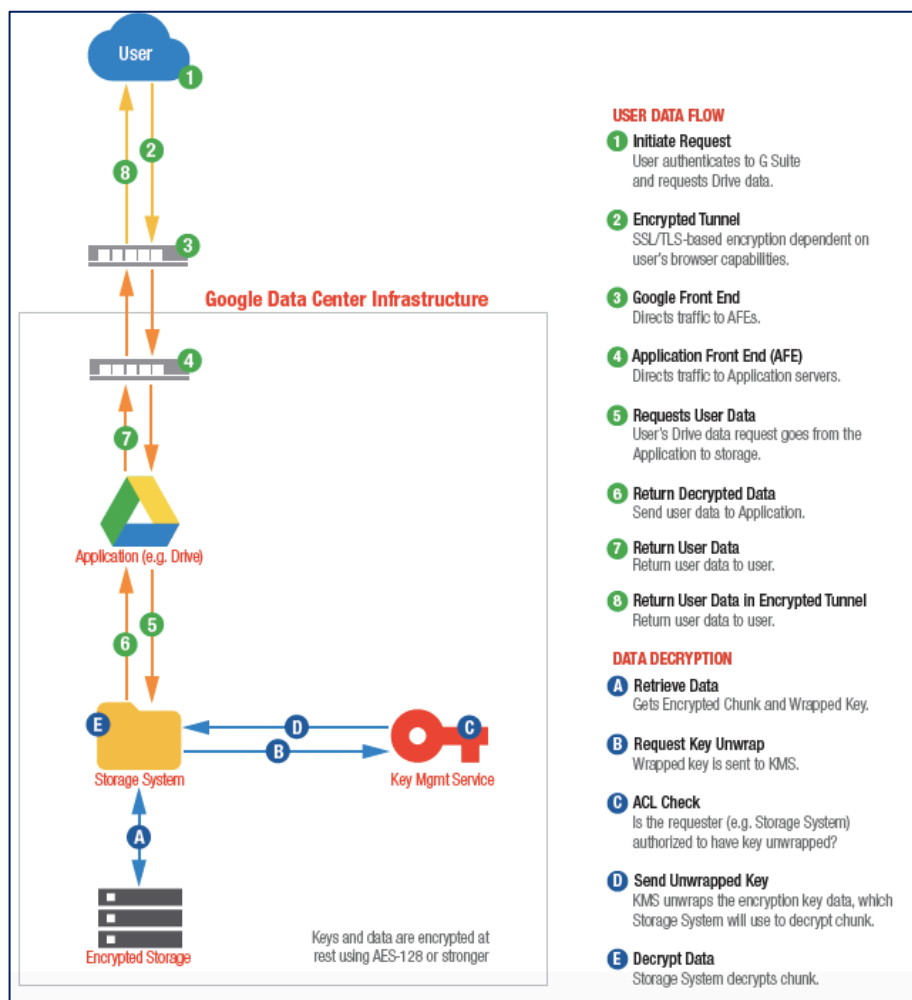 User
1
2
8
3
Google Data Center Infrastructure
4
7
Application (e.g. Drive)
5
6
E
D
C
B
Storage System
Key Mgmt Service
A
Encrypted Storage
Keys and data are encrypted at
rest using AES-128 or stronger
USER DATA FLOW
1 Initiate Request
User authenticates to G Suite
and requests Drive data.
2 Encrypted Tunnel
SSL/TLS-based encryption dependent on
user's browser capabilities.
3 Google Front End
Directs traffic to AFEs.
4 Application Front End (AFE)
Directs traffic to Application servers.
5 Requests User Data
User's Drive data request goes from the
Application to storage.
6 Return Decrypted Data
Send user data to Application.
7 Return User Data
Return user data to user.
8 Return User Data in Encrypted Tunnel
Return user data to user.
DATA DECRYPTION
A Retrieve Data
Gets Encrypted Chunk and Wrapped Key.
B Request Key Unwrap
Wrapped key is sent to KMS.
C ACL Check
Is the requester (e.g. Storage System)
authorized to have key unwrapped?
D Send Unwrapped Key
KMS unwraps the encryption key data, which
Storage System will use to decrypt chunk.
E Decrypt Data
Storage System decrypts chunk.